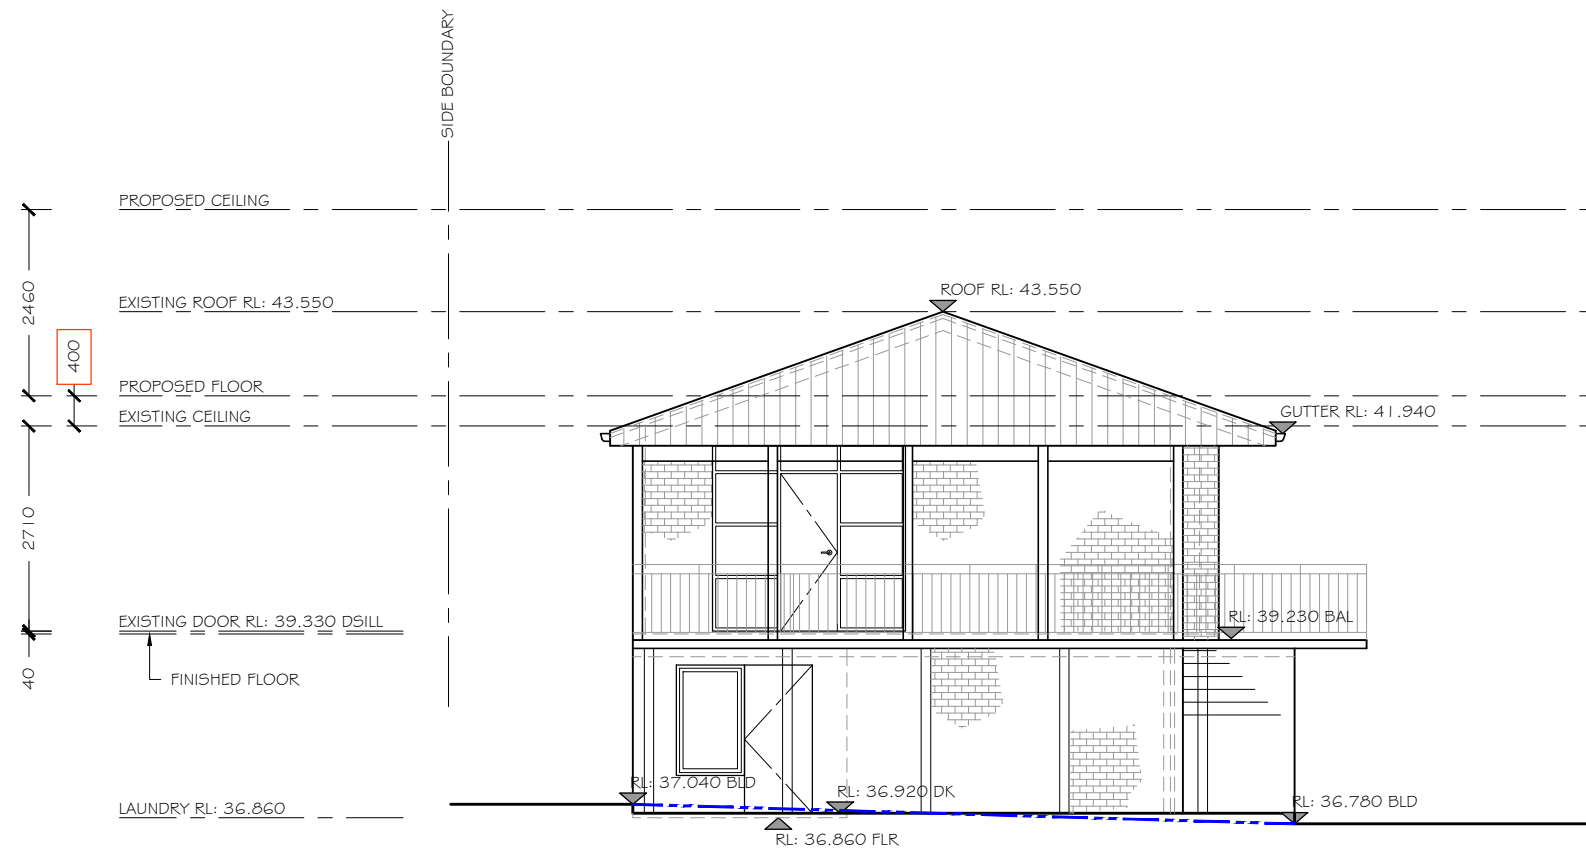 SIDE BOUNDARY
PROPOSED CEILING
2460
EXISTING ROOF RL: 43.550
ROOF RL: 43.550
400
PROPOSED FLOOR
EXISTING CEILING
GUTTER RL: 41.940
2710
EXISTING DOOR RL: 39.330 DSILL
RL: 39.230 BAL
40
FINISHED FLOOR
RL: 37.040 BLD
RL: 36.920 DK
RL: 36.780 BLD
LAUNDRY RL: 36.860
RL: 36.860 FLR